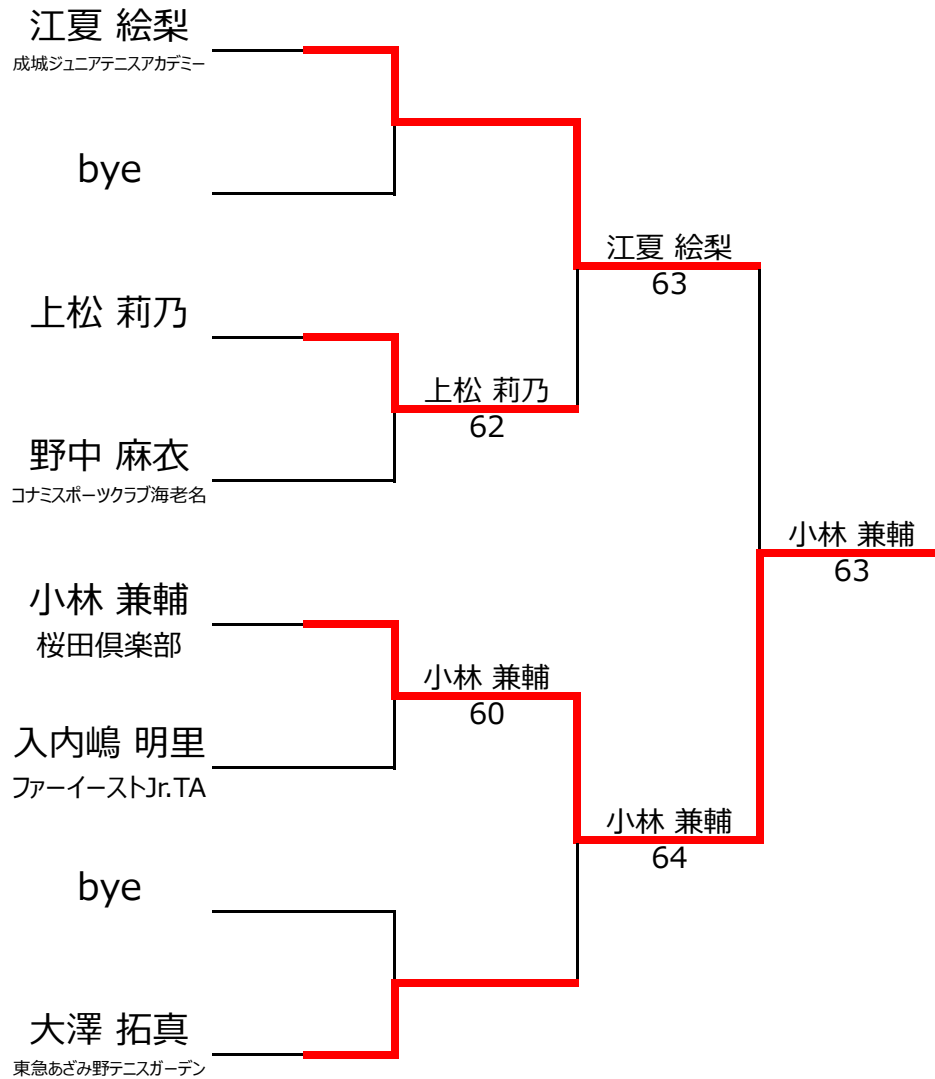 江夏 絵梨
成城ジュニアテニスアカデミー
bye
江夏 絵梨
63
上松 莉乃
上松 莉乃
62
野中 麻衣
コナミスポーツクラブ海老名
小林 兼輔
63
小林 兼輔
桜田倶楽部
小林 兼輔
60
入内嶋 明里
ファーイーストJr.TA
小林 兼輔
64
bye
大澤 拓真
東急あざみ野テニスガーデン